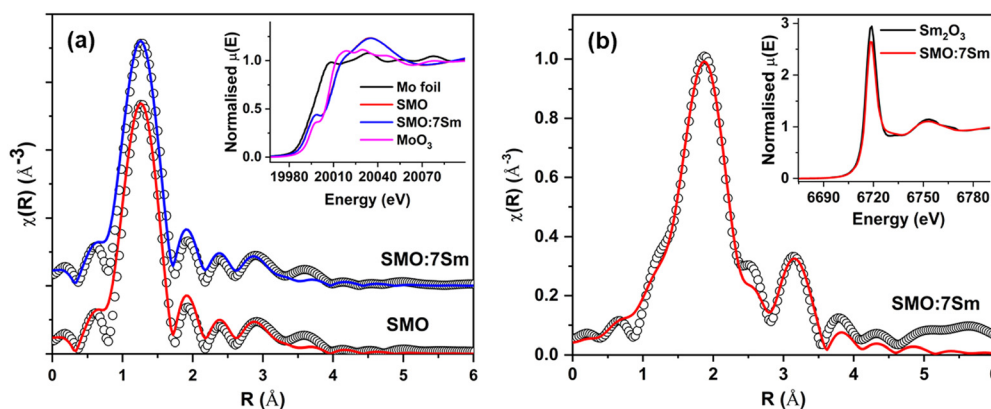 (a)
χ(R) (Å-3)
Normalised μ(E)
1.0
0.5
0.0
Mo foil
SMO
SMO:7Sm
MoO3
19980 20010 20040 20070
Energy (eV)
SMO:7Sm
SMO
0 1 2 3 4 5 6
R (Å)
(b)
χ(R) (Å-3)
1.0
0.8
0.6
0.4
0.2
0.0
Normalised μ(E)
3
2
1
0
Sm2O3
SMO:7Sm
6690 6720 6750 6780
Energy (eV)
SMO:7Sm
0 1 2 3 4 5 6
R (Å)